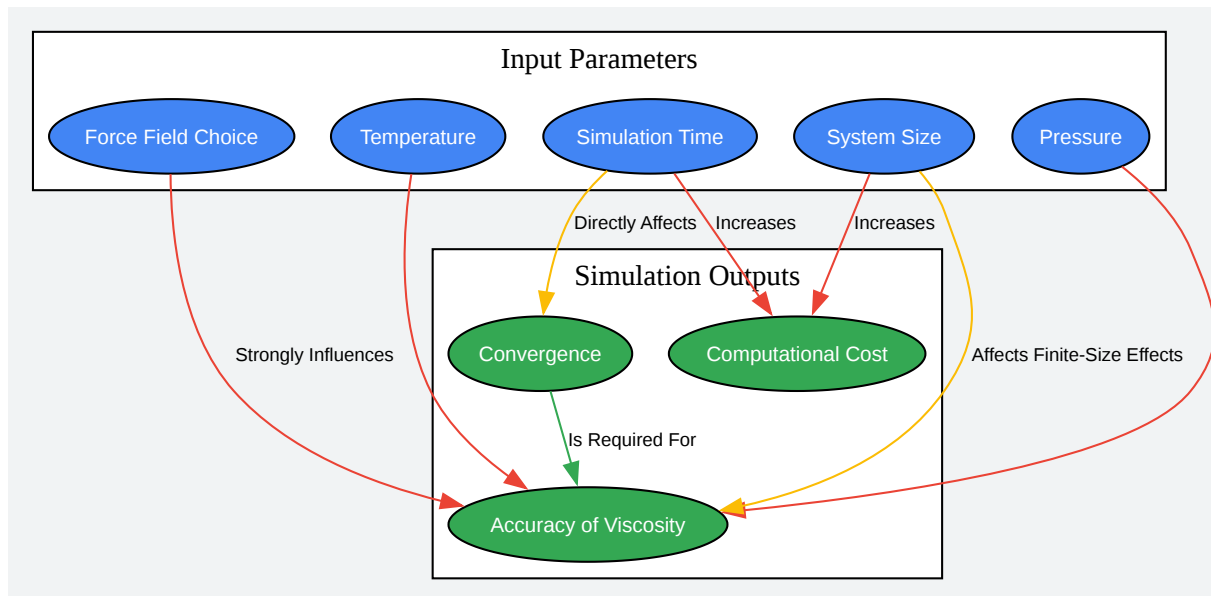 Input Parameters
Force Field Choice
Temperature
Simulation Time
System Size
Pressure
Directly Affects
Increases
Increases
Simulation Outputs
Convergence
Computational Cost
Strongly Influences
Affects Finite-Size Effects
Is Required For
Accuracy of Viscosity